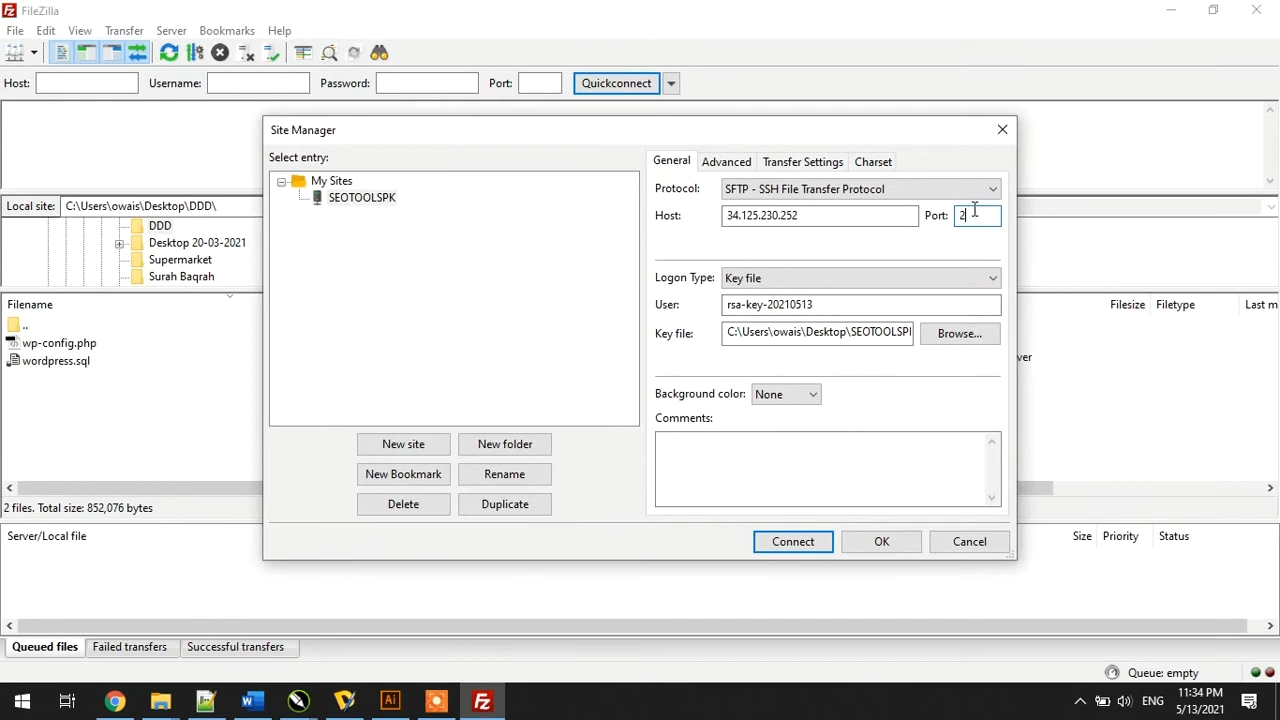 FileZilla
File Edit View Transfer Server Bookmarks Help
Host: Username: Password: Port: Quickconnect
Site Manager
Select entry:
My Sites
SEOTOOLSPK
New site New folder
New Bookmark Rename
Delete Duplicate
General Advanced Transfer Settings Charset
Protocol: SFTP - SSH File Transfer Protocol
Host: 34.125.230.252 Port: 2
Logon Type: Key file
User: rsa-key-20210513
Key file: C:\Users\owais\Desktop\SEOTOOLSPI Browse...
Background color: None
Comments:
Connect OK Cancel
Local site: C:\Users\owais\Desktop\DDD\
DDD
Desktop 20-03-2021
Supermarket
Surah Baqrah
Filename
..
wp-config.php
wordpress.sql
Filesize Filetype Last m
ver
2 files. Total size: 852,076 bytes
Server/Local file Size Priority Status
Queued files Failed transfers Successful transfers
Queue: empty
ENG
11:34 PM
5/13/2021